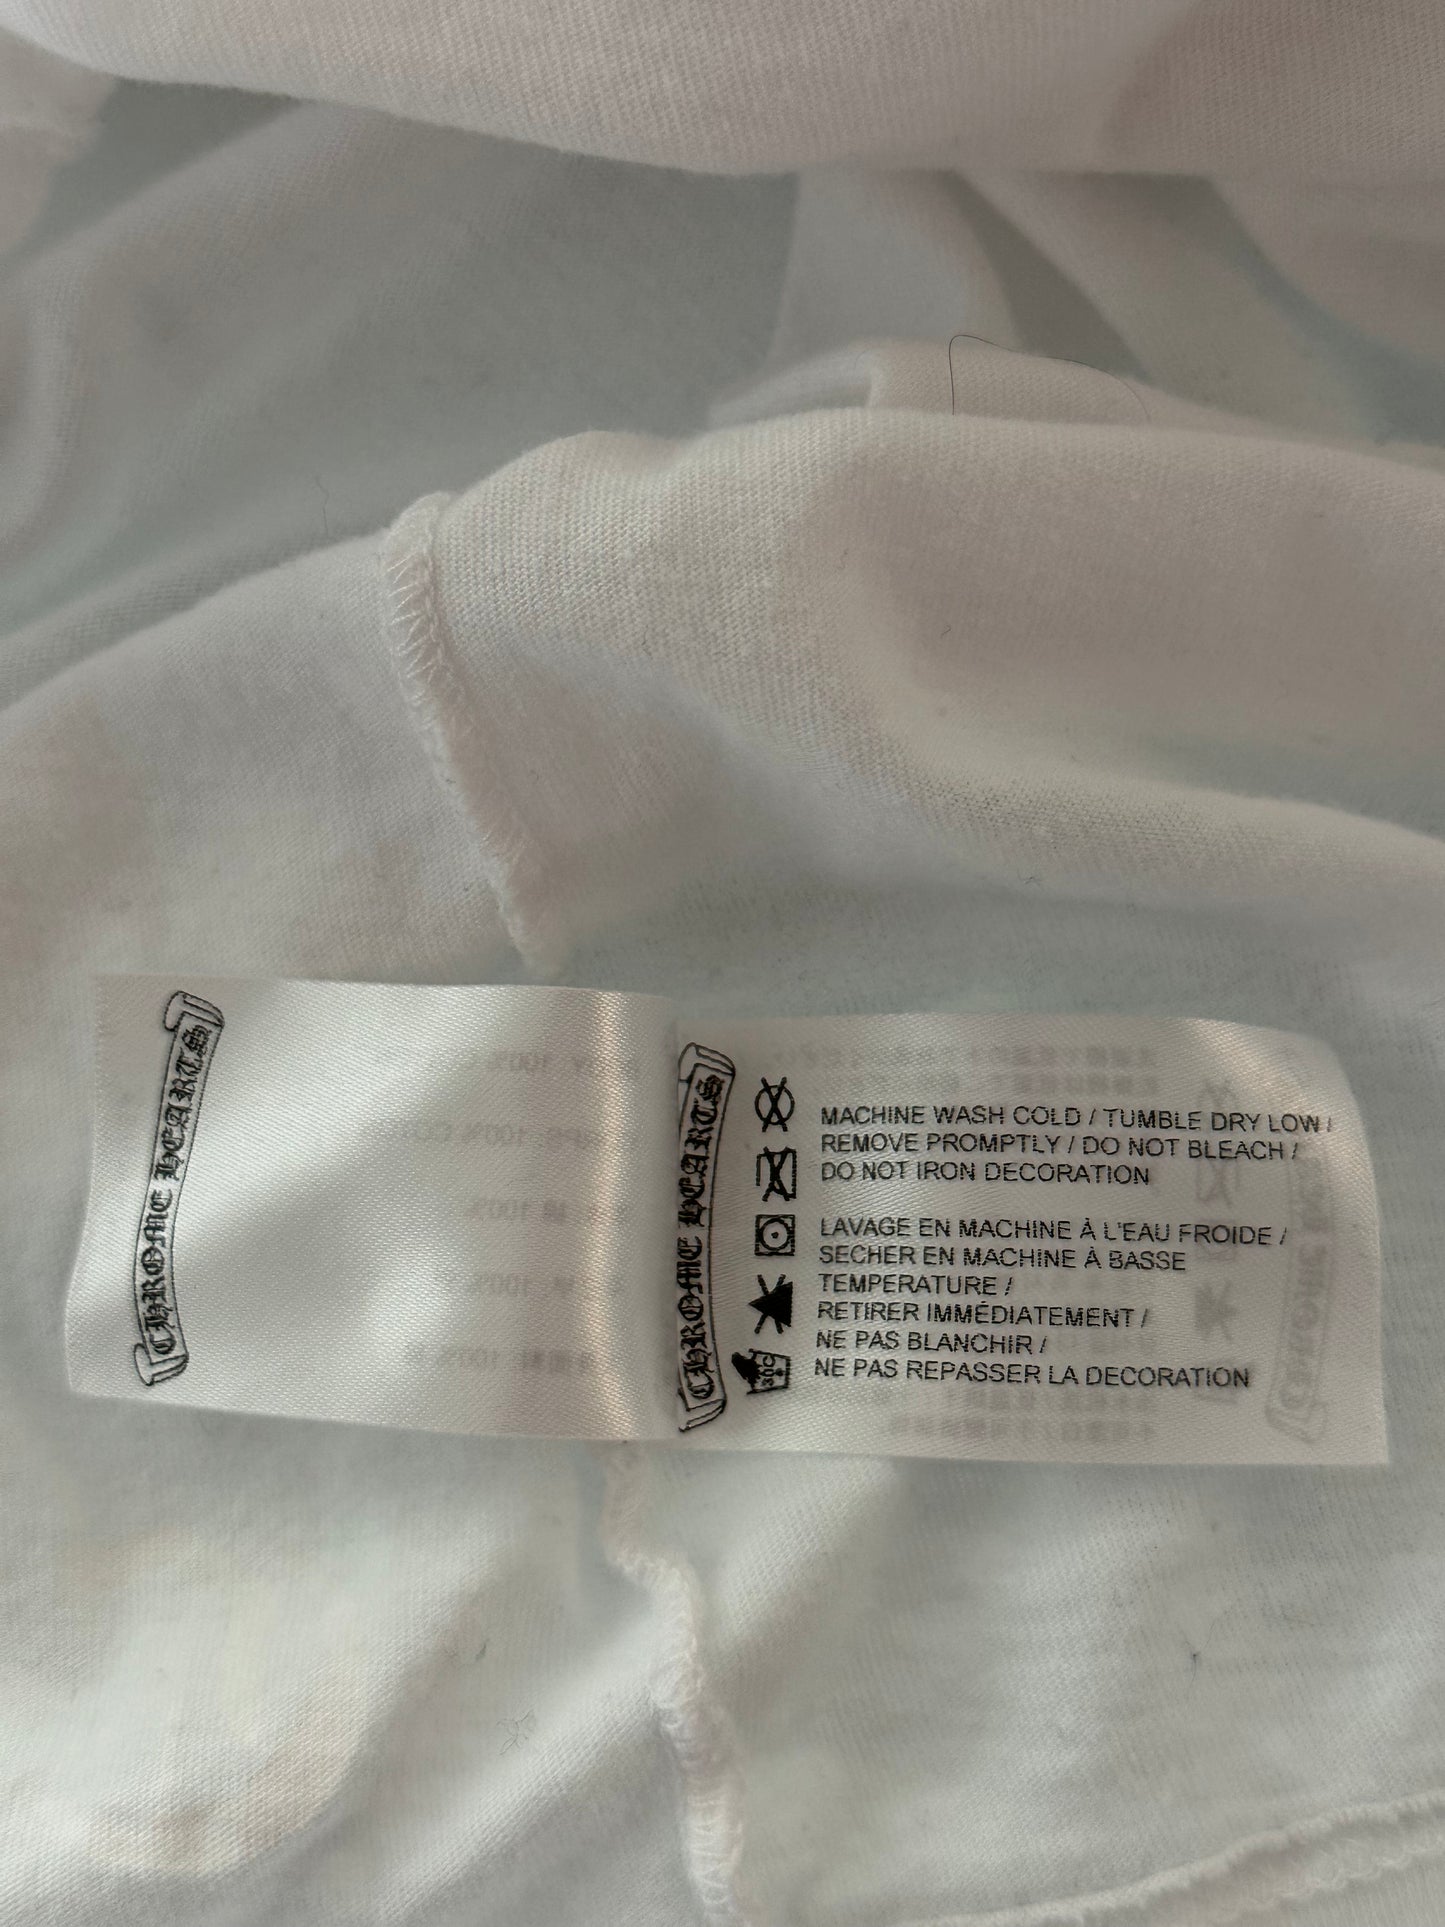 CHROME HEARTS
CHROME HEARTS
MACHINE WASH COLD / TUMBLE DRY LOW /
REMOVE PROMPTLY / DO NOT BLEACH /
DO NOT IRON DECORATION
LAVAGE EN MACHINE À L'EAU FROIDE /
SECHER EN MACHINE À BASSE
TEMPERATURE /
RETIRER IMMÉDIATEMENT /
NE PAS BLANCHIR /
NE PAS REPASSER LA DECORATION
30C